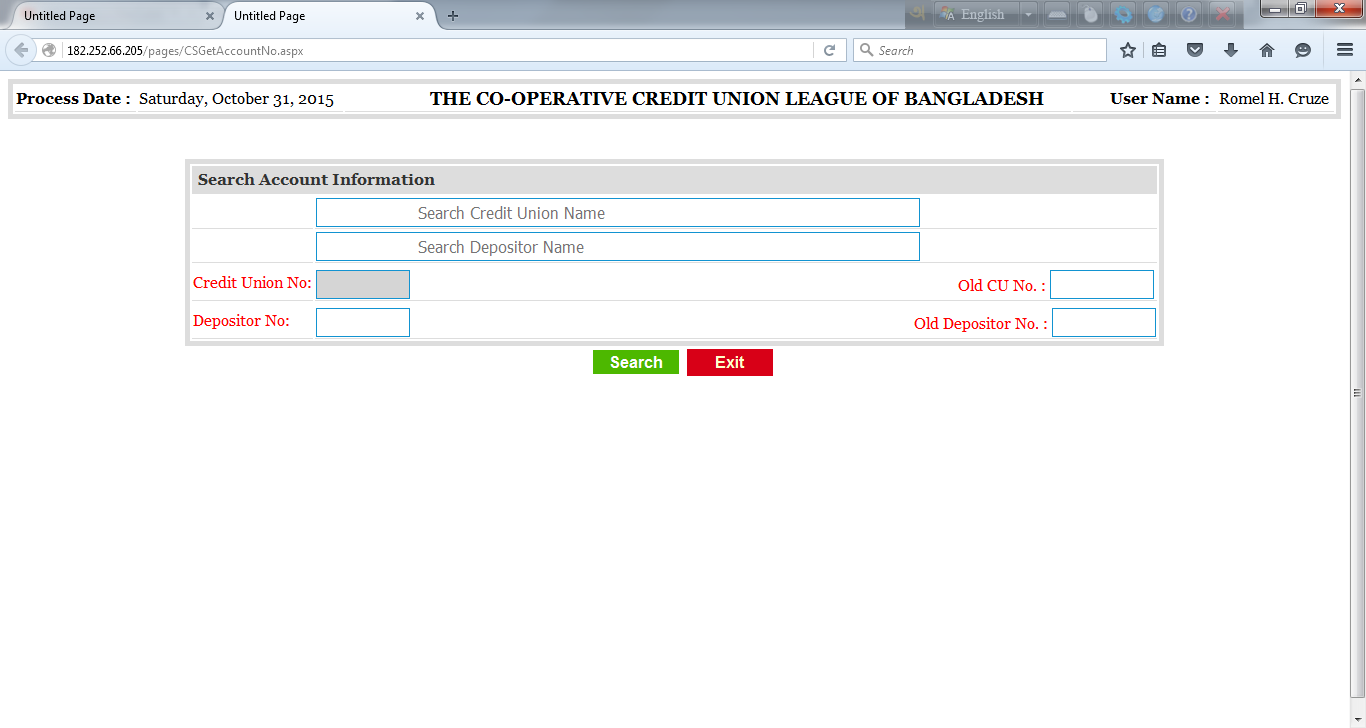 Untitled Page
Untitled Page
English
182.252.66.205/pages/CSGetAccountNo.aspx
Search
Process Date : Saturday, October 31, 2015 THE CO-OPERATIVE CREDIT UNION LEAGUE OF BANGLADESH User Name : Romel H. Cruze
Search Account Information
Search Credit Union Name
Search Depositor Name
Credit Union No: Old CU No. :
Depositor No: Old Depositor No. :
Search Exit